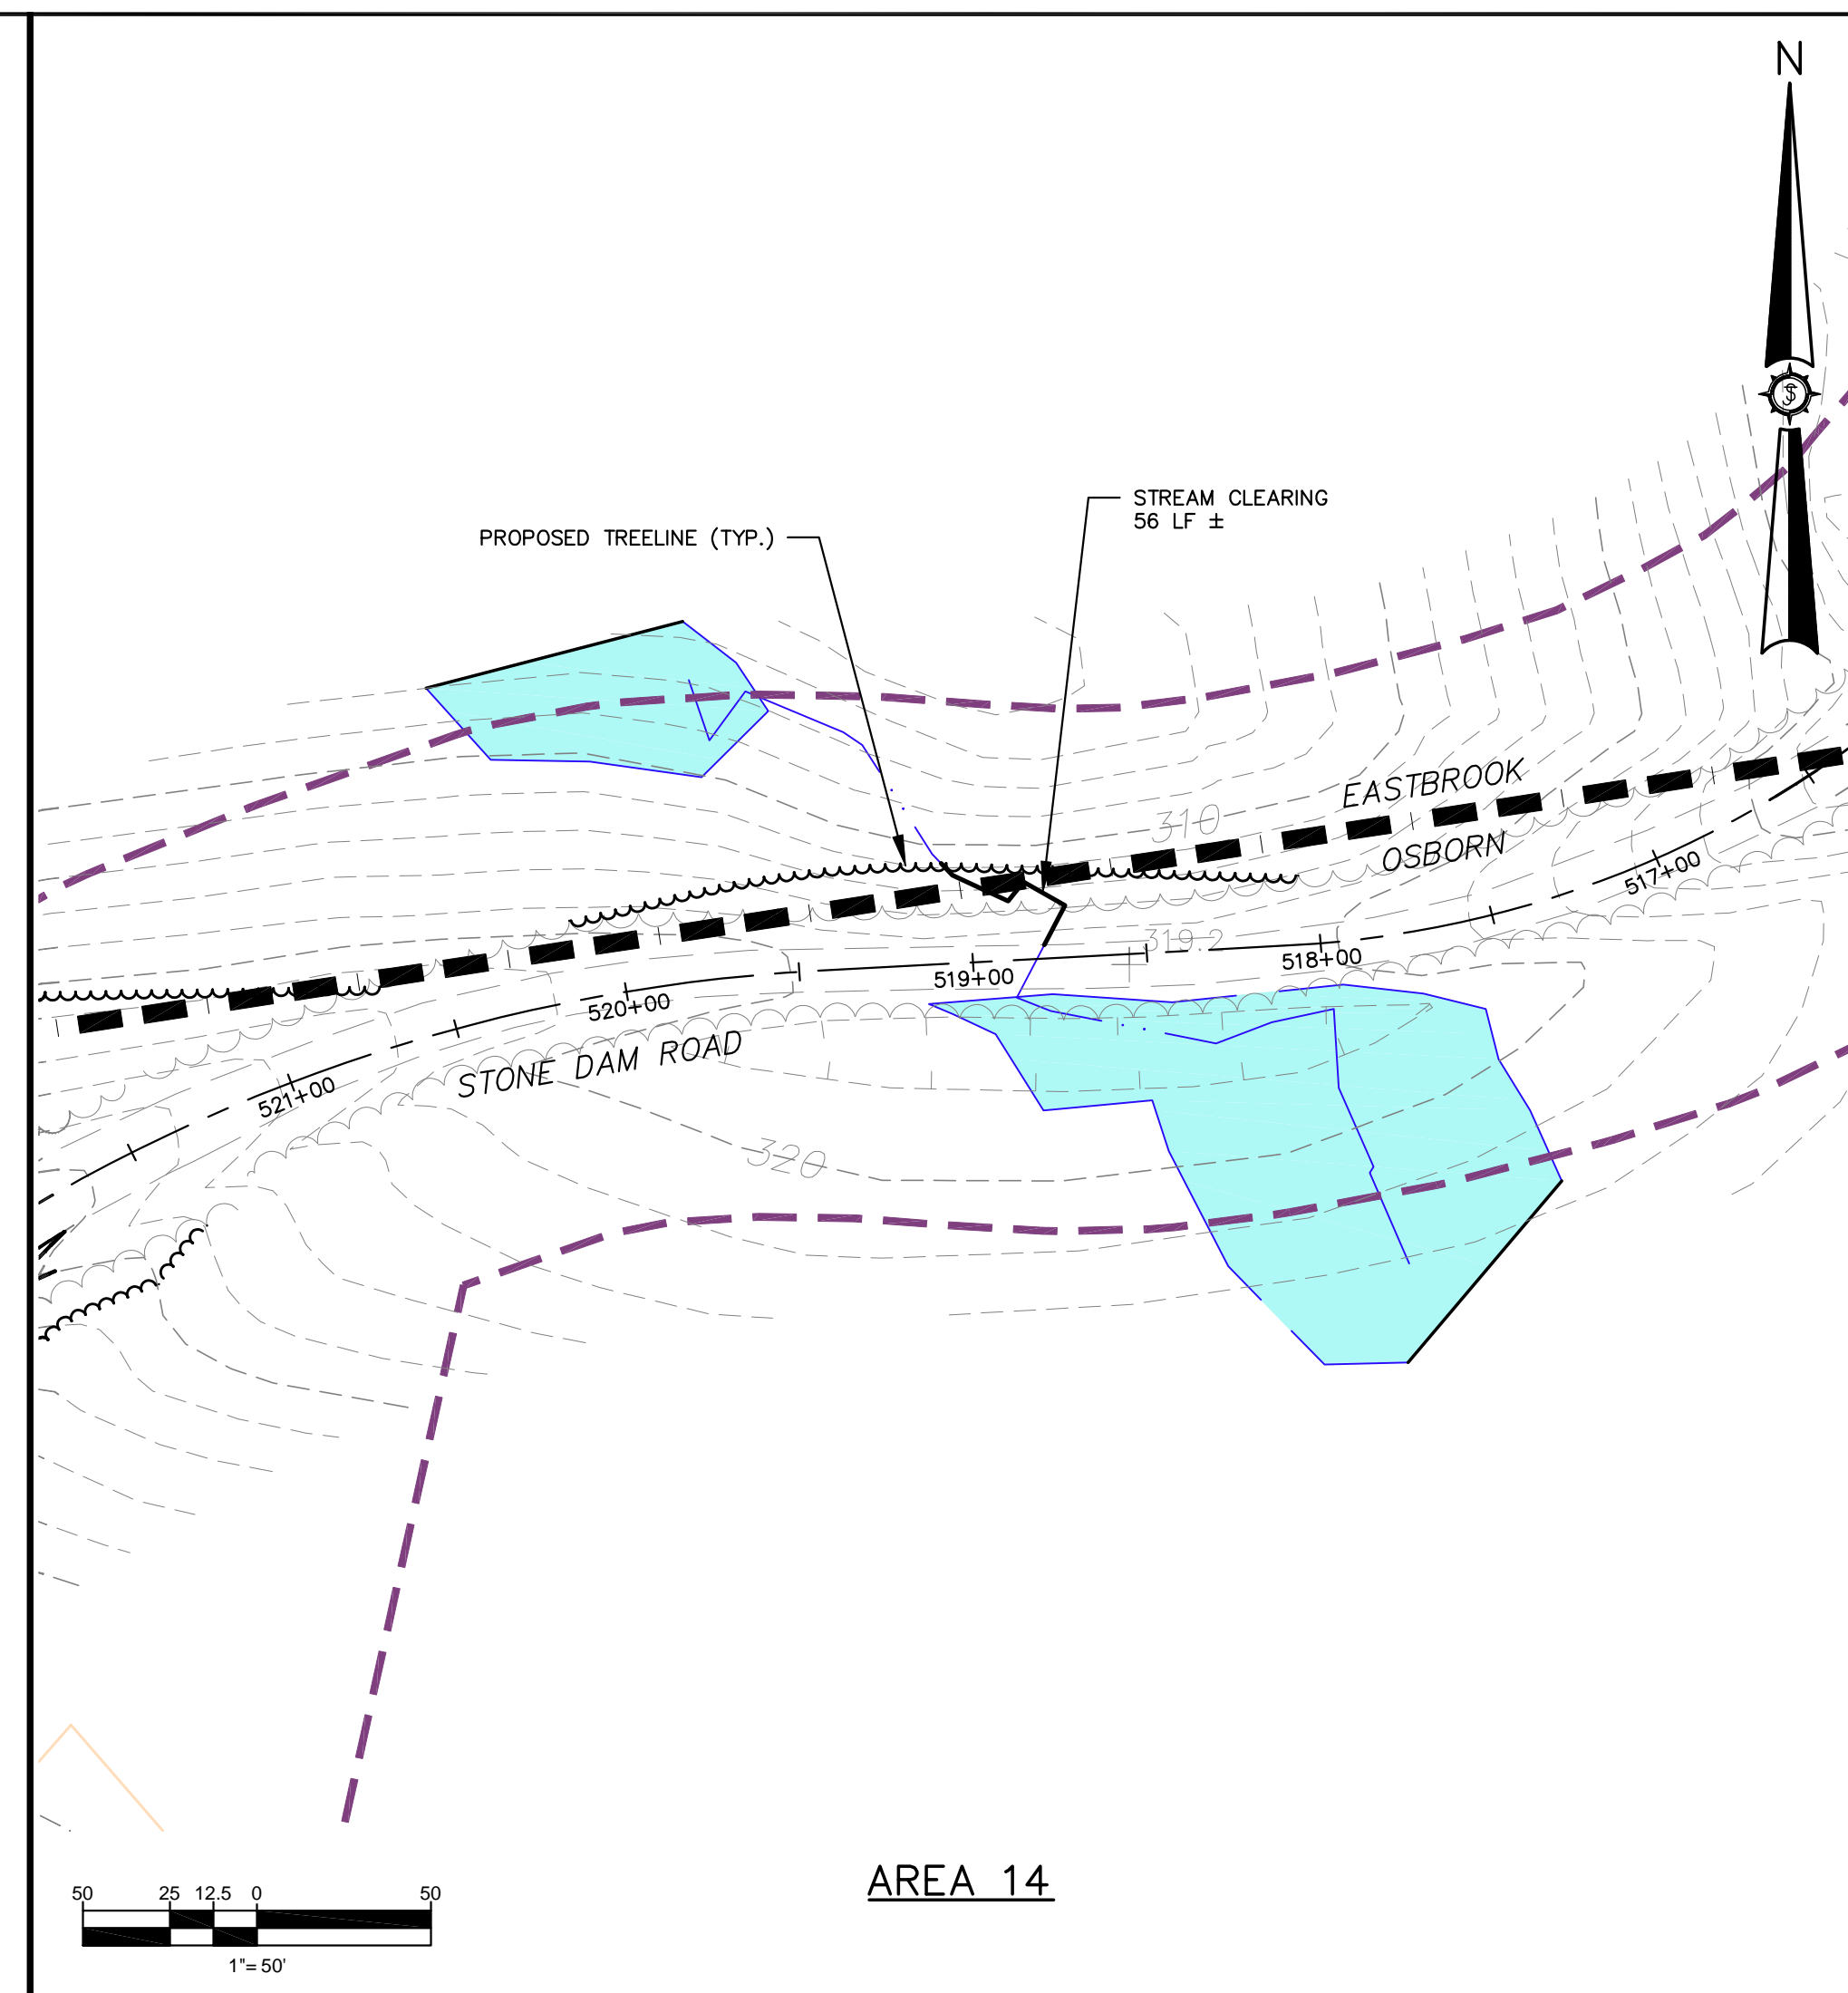 N
STREAM CLEARING
56 LF ±
PROPOSED TREELINE (TYP.)
EASTBROOK
310
OSBORN
517+00
319.2
518+00
519+00
520+00
STONE DAM ROAD
521+00
320
AREA 14
50 25 12.5 0 50
1"= 50'